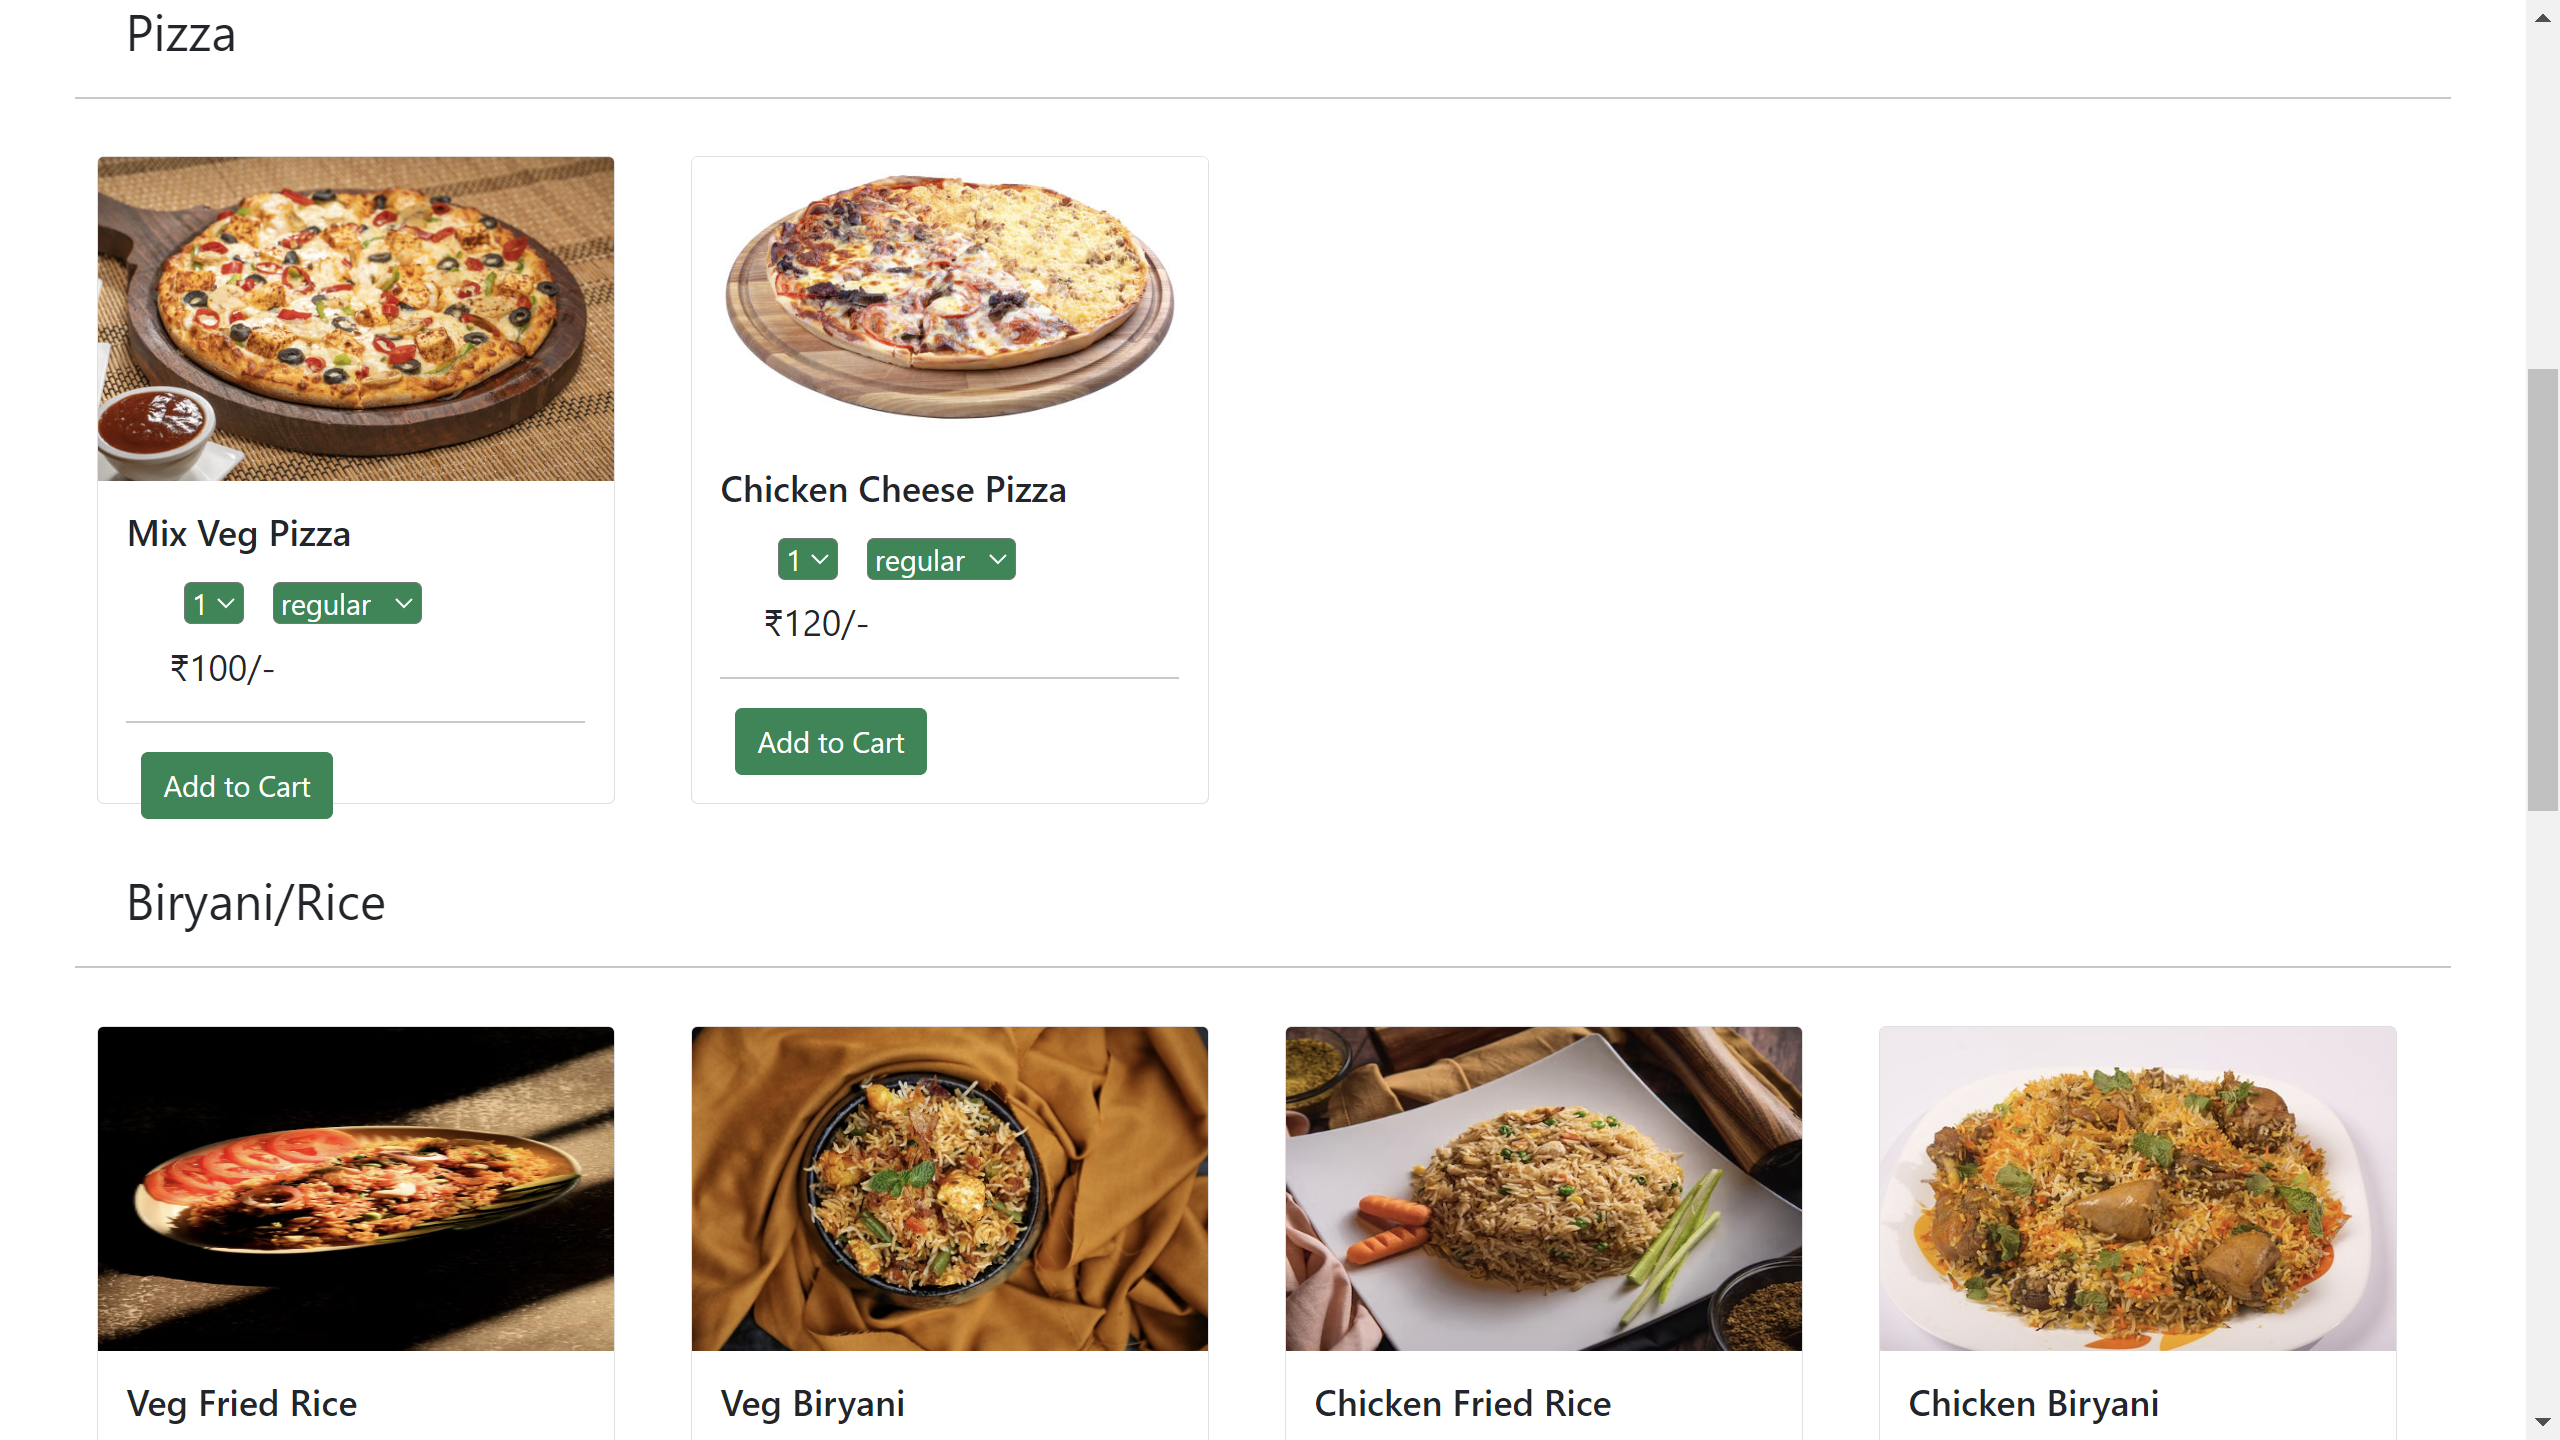 Pizza
Mix Veg Pizza
1 regular
₹100/-
Add to Cart
Chicken Cheese Pizza
1 regular
₹120/-
Add to Cart
Biryani/Rice
Veg Fried Rice
Veg Biryani
Chicken Fried Rice
Chicken Biryani